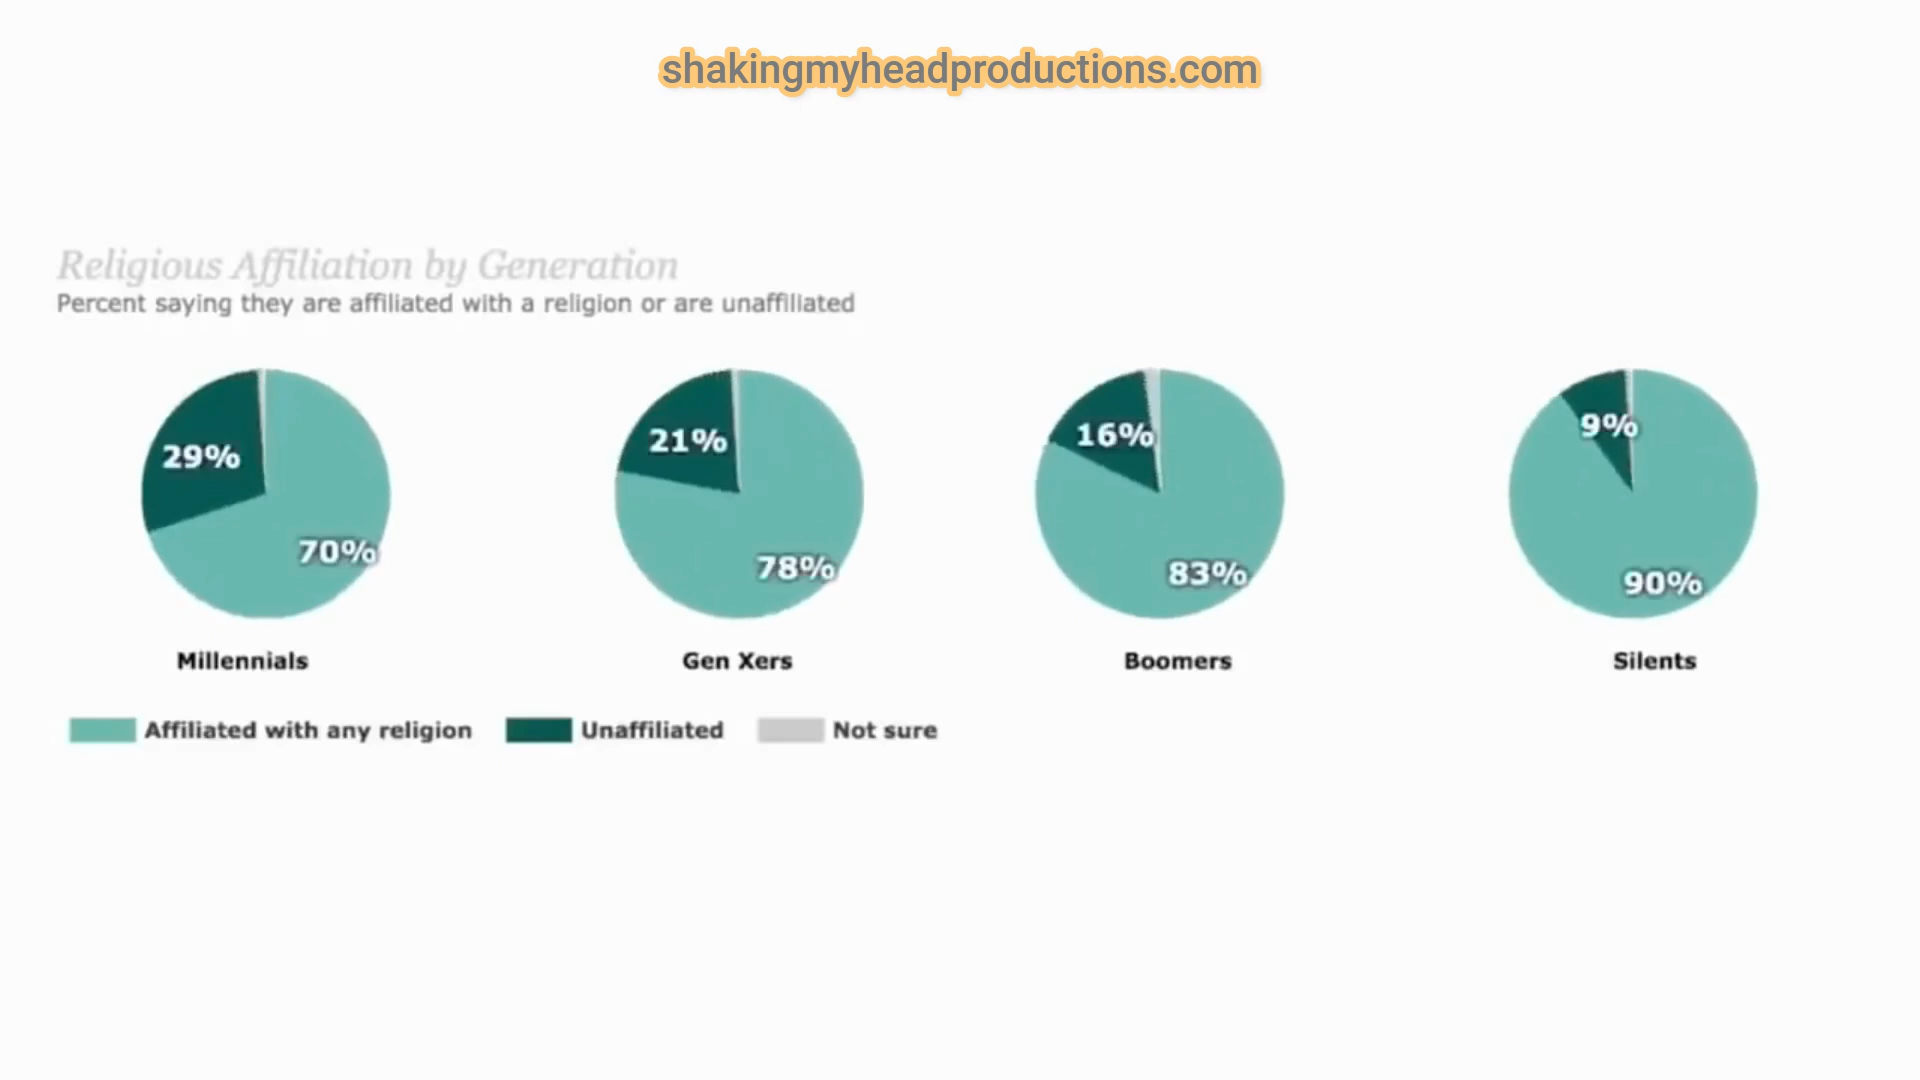 shakingmyheadproductions.com
Religious Affiliation by Generation
Percent saying they are affiliated with a religion or are unaffiliated
29% 70%
21% 78%
16% 83%
9% 90%
Millennials Gen Xers Boomers Silents
Affiliated with any religion Unaffiliated Not sure